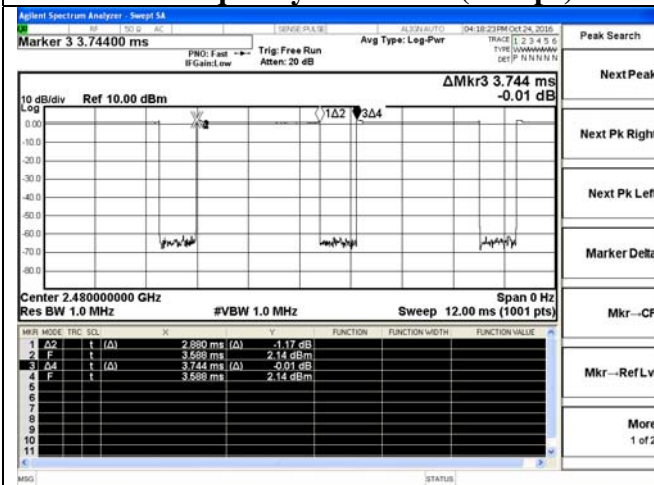 Agilent Spectrum Analyzer - Swept SA
RF 50 Ω AC SENSE:PULSE ALIGN AUTO 04:18:23 PM Oct 24, 2016
Marker 3 3.74400 ms
PNO: Fast Trig: Free Run Avg Type: Log-Pwr TRACE 1 2 3 4 5 6
IFGain:Low Atten: 20 dB TYPE WWWWWW
DET P N N N N N
ΔMkr3 3.744 ms
-0.01 dB
10 dB/div Ref 10.00 dBm
Log
0.00
-10.0
-20.0
-30.0
-40.0
-50.0
-60.0
-70.0
-80.0
1Δ2 3Δ4
Center 2.480000000 GHz Span 0 Hz
Res BW 1.0 MHz #VBW 1.0 MHz Sweep 12.00 ms (1001 pts)
MKR MODE TRC SCL X Y FUNCTION FUNCTION WIDTH FUNCTION VALUE
1 Δ2 t (Δ) 2.880 ms (Δ) -1.17 dB
2 F t 3.588 ms 2.14 dBm
3 Δ4 t (Δ) 3.744 ms (Δ) -0.01 dB
4 F t 3.588 ms 2.14 dBm
5
6
7
8
9
10
11
MSG STATUS
Peak Search
Next Peak
Next Pk Right
Next Pk Left
Marker Delta
Mkr→CF
Mkr→Ref Lv
More
1 of 2